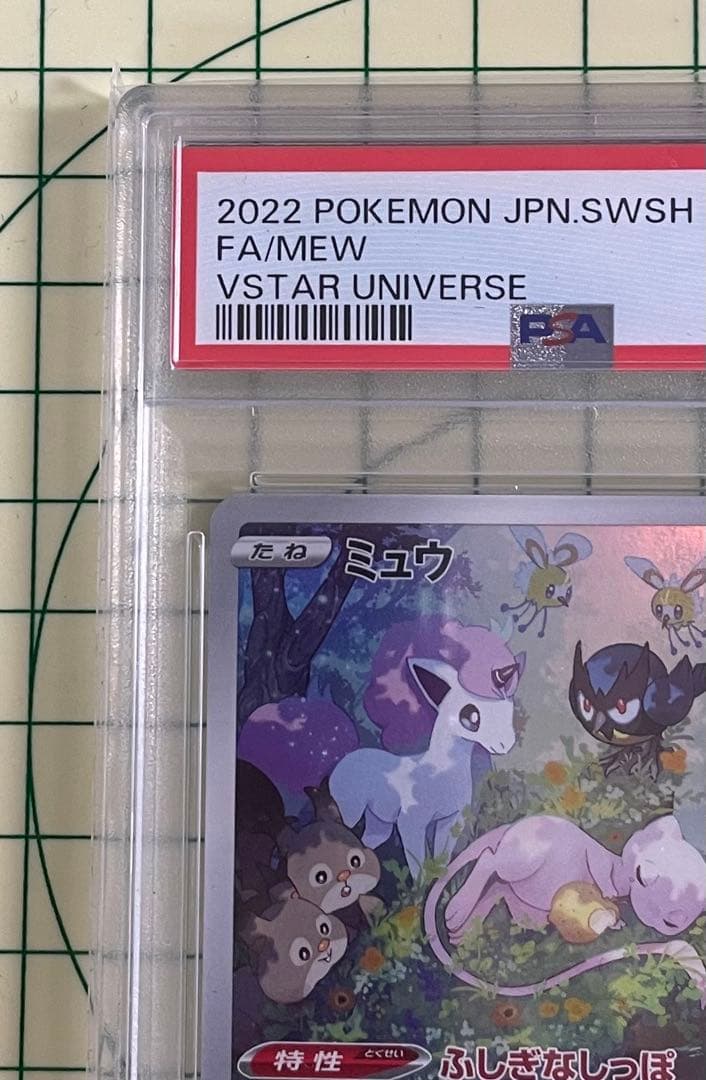 2022 POKEMON JPN.SWSH
FA/MEW
VSTAR UNIVERSE
PSA
たね ミュウ
特性 とくせい ふしぎなしっぽ